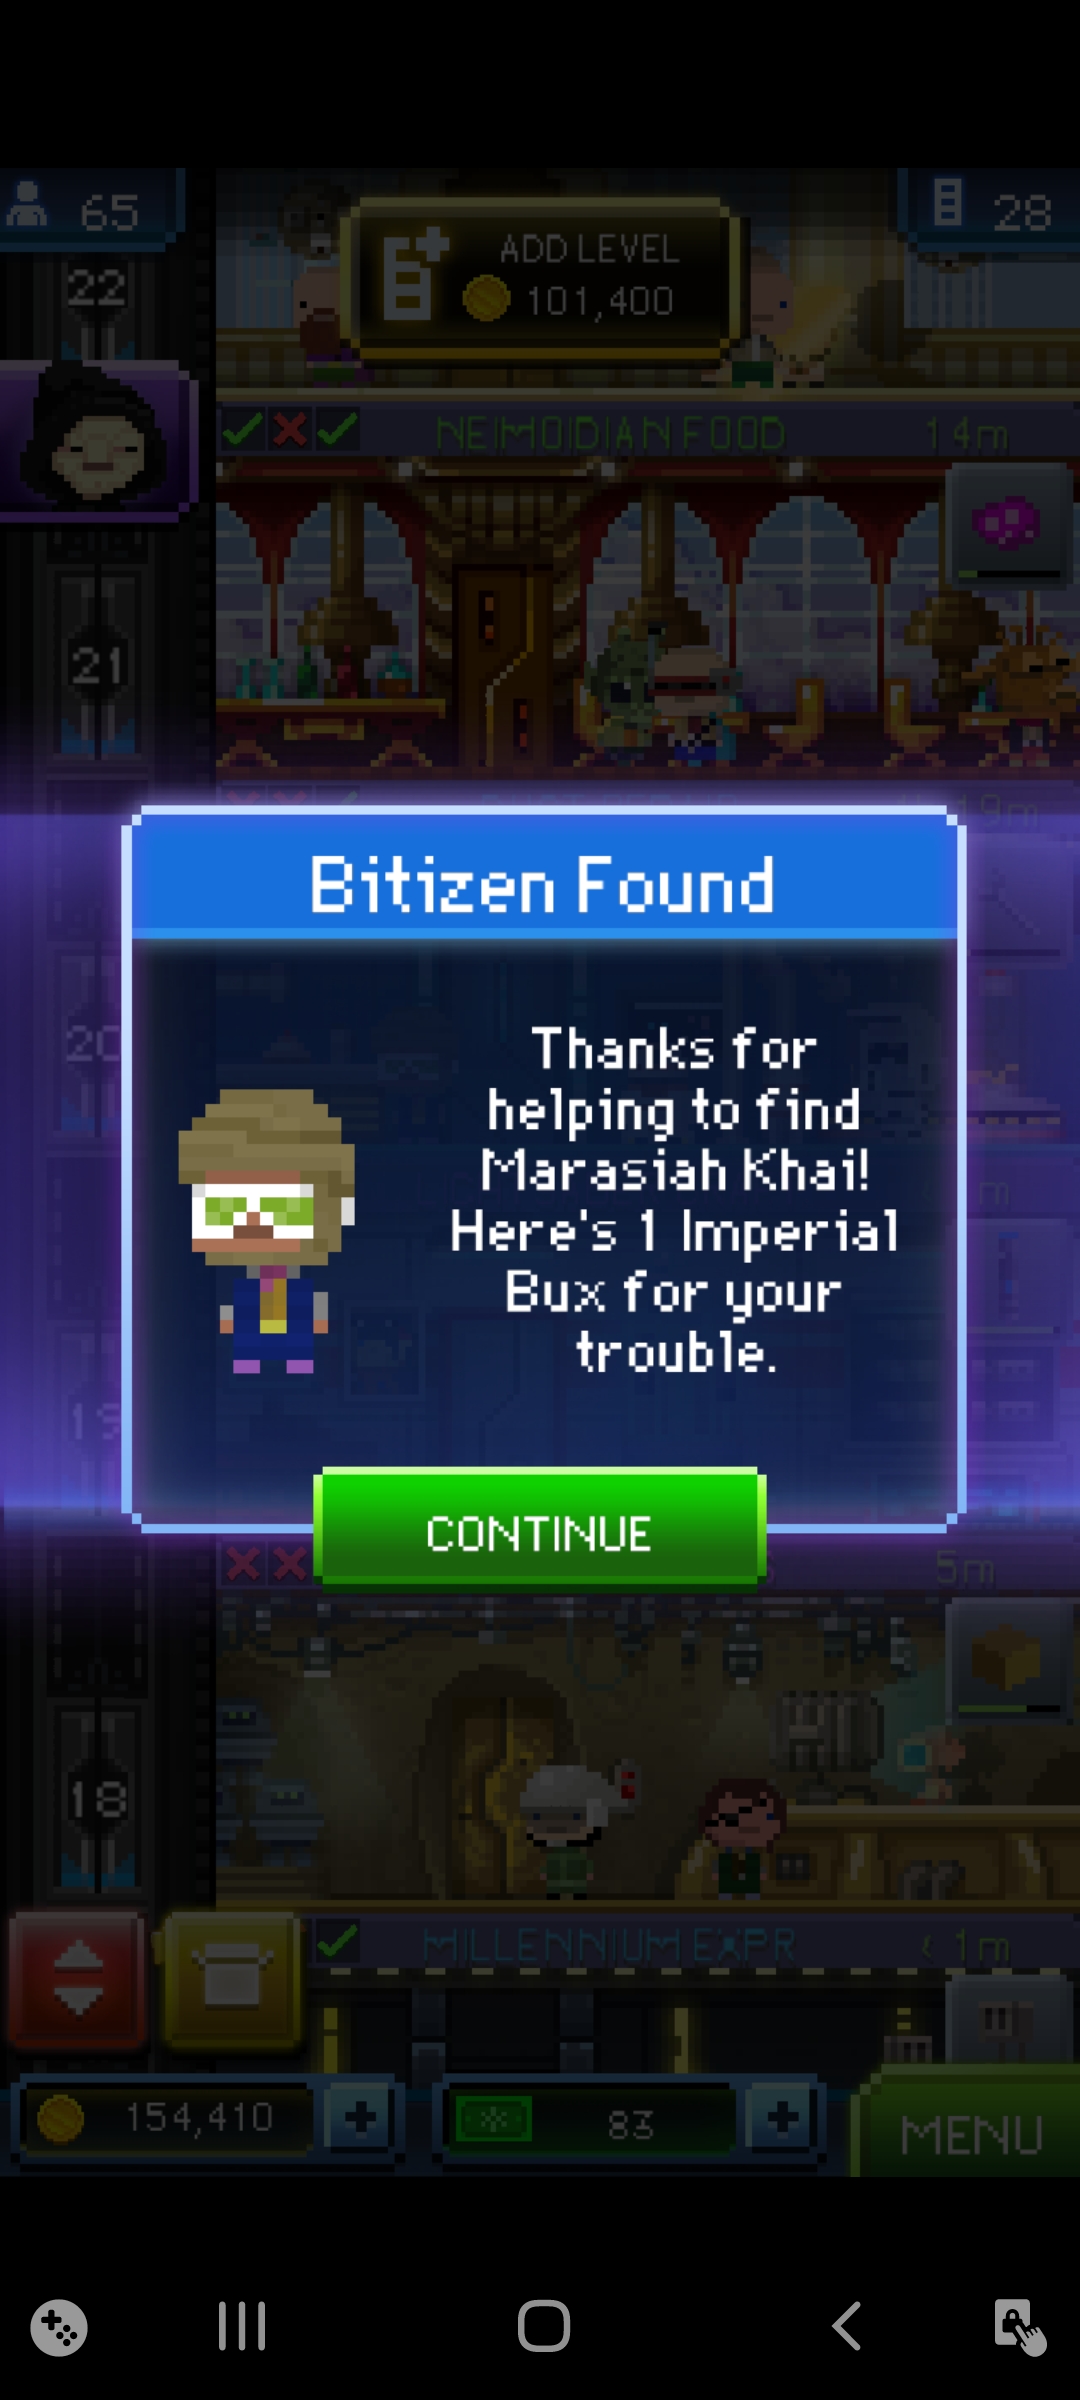 65
28
ADD LEVEL
101,400
22
NEIMOIDIAN FOOD 14m
21
19m
Bitizen Found
Thanks for
helping to find
Marasiah Khai!
Here's 1 Imperial
Bux for your
trouble.
20
19
CONTINUE
5m
18
MILLENNIUM EXPR < 1m
154,410
83
MENU